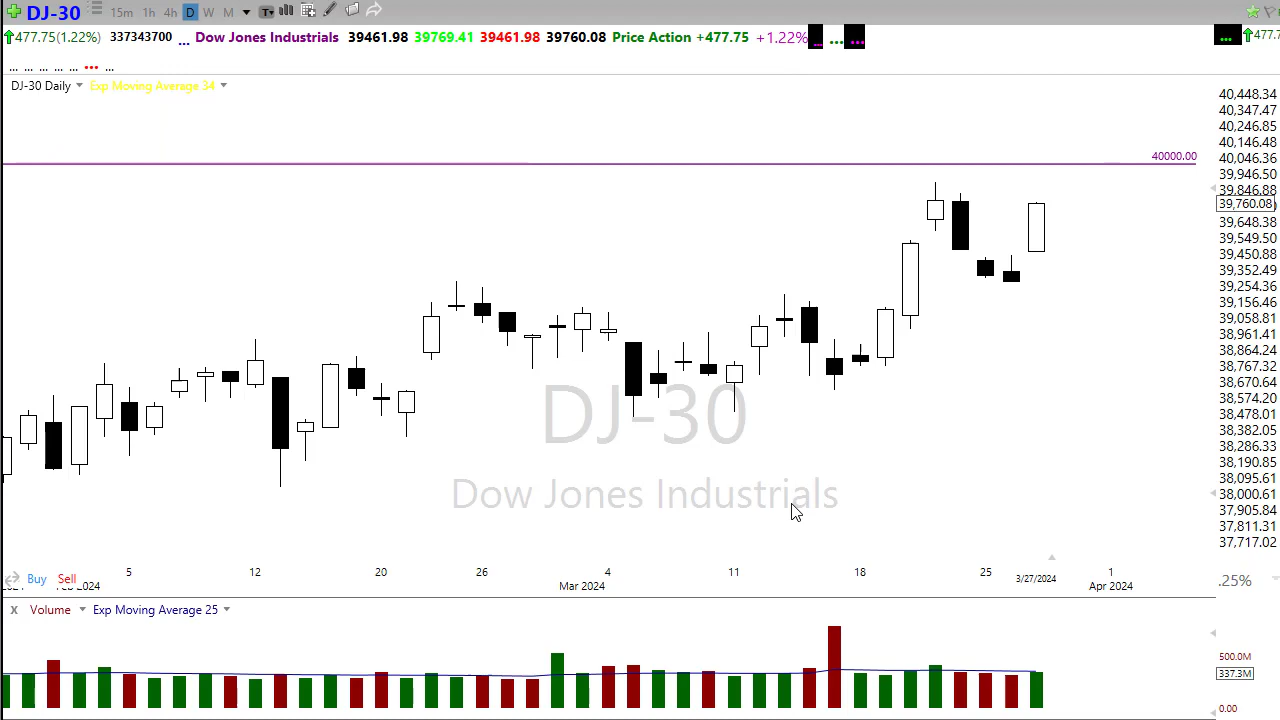 DJ-30 15m 1h 4h D W M T
477.75(1.22%) 337343700 ... Dow Jones Industrials 39461.98 39769.41 39461.98 39760.08 Price Action +477.75 +1.22% ... ... ... ... 477.7
... ... ... ... ... ... ...
DJ-30 Daily Exp Moving Average 34
40,448.34
40,347.47
40,246.85
40,146.48
40000.00
40,046.36
39,946.50
39,846.88
39,760.08
39,648.38
39,549.50
39,450.88
39,352.49
39,254.36
39,156.46
39,058.81
38,961.41
38,864.24
38,767.32
38,670.64
38,574.20
38,478.01
38,382.05
38,286.33
38,190.85
38,095.61
38,000.61
37,905.84
37,811.31
37,717.02
DJ-30
Dow Jones Industrials
5 12 20 26 4 11 18 25 1
Buy Sell 2024 Mar 2024 3/27/2024 Apr 2024
.25%
X Volume Exp Moving Average 25
500.0M
337.3M
0.00